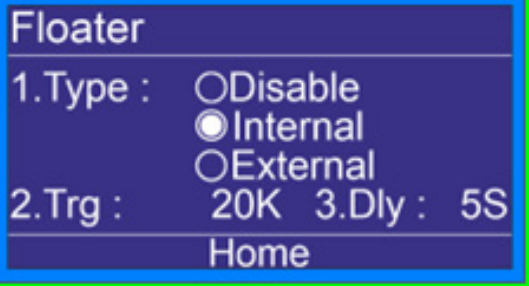 Floater
1.Type : Disable
Internal
External
2.Trg : 20K 3.Dly : 5S
Home